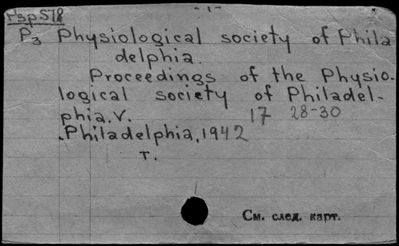 - 1 -
P3 Physiological society of Phila
delphia.
Proceedings of the Physio-
logical society of Philadel-
phia. V. 17 28-30
Philadelphia, 1942
T.
См. след. карт.